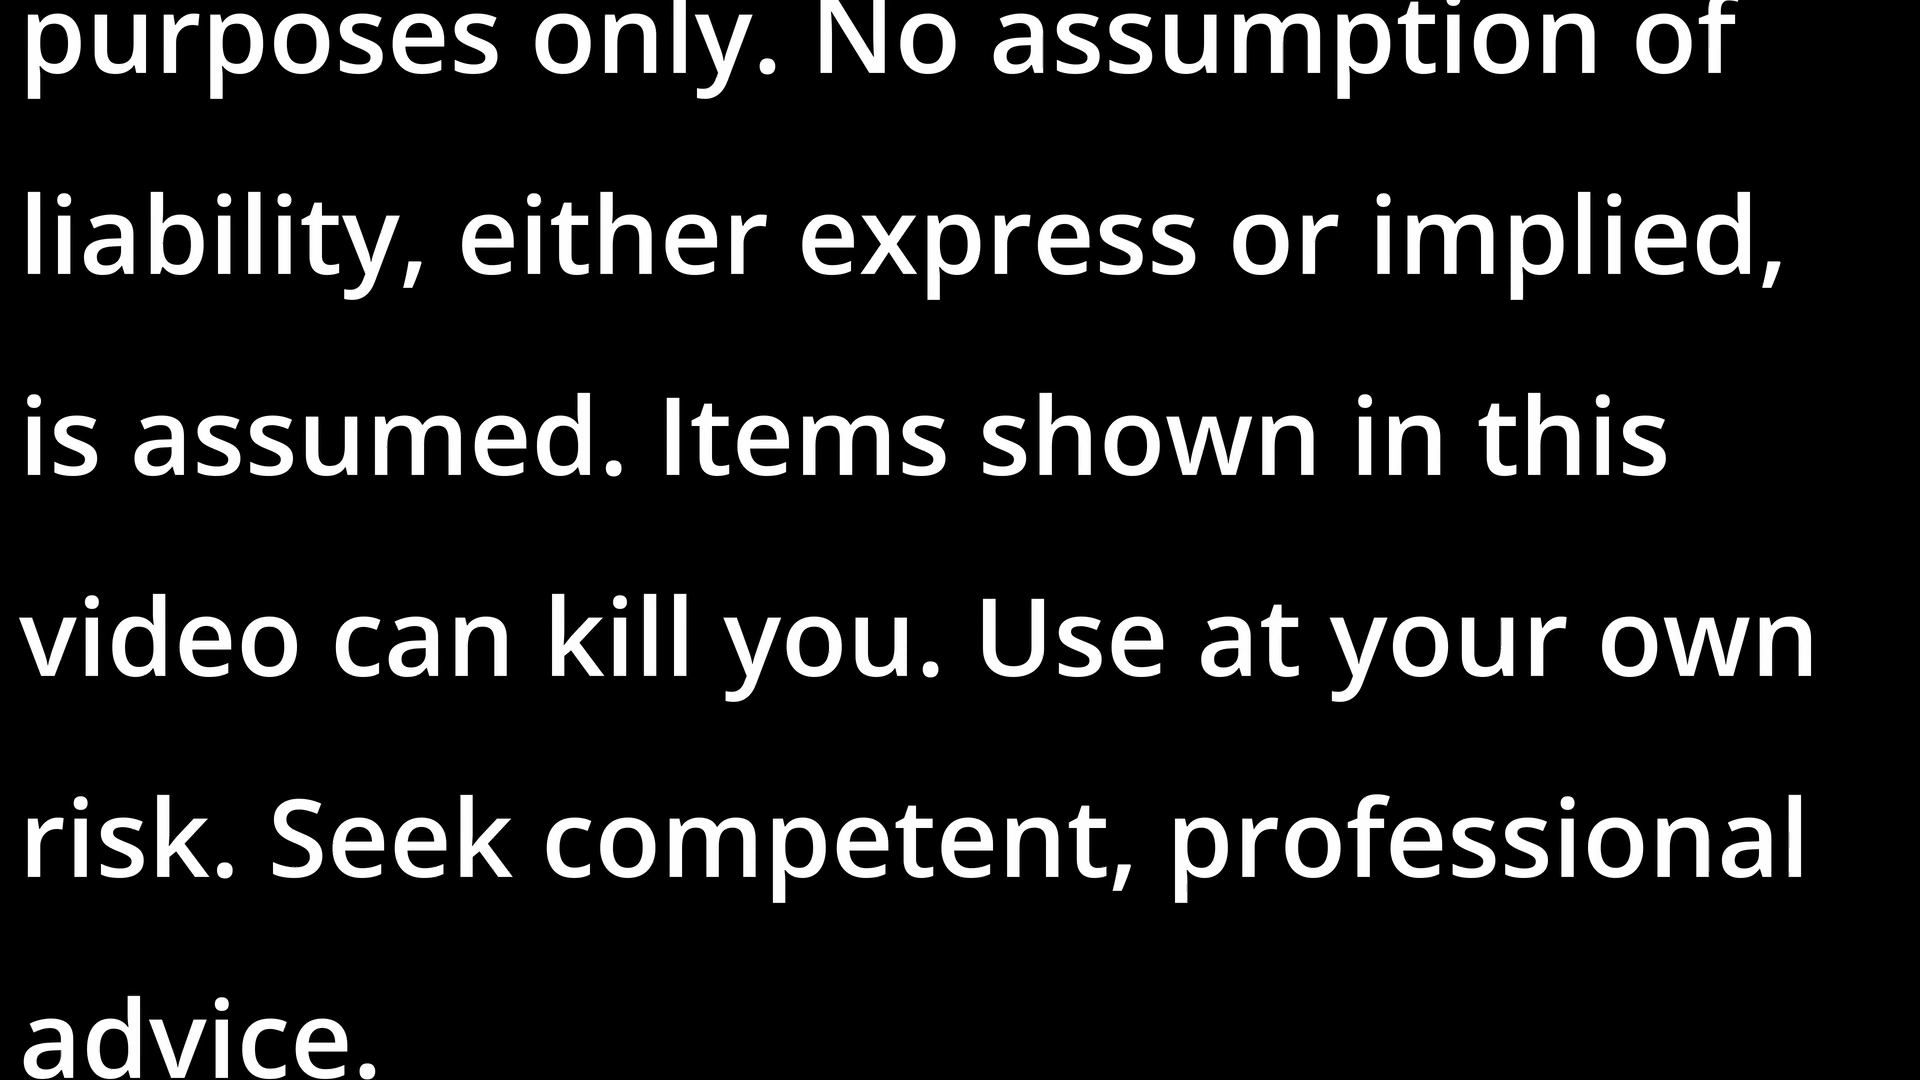 purposes only. No assumption of
liability, either express or implied,
is assumed. Items shown in this
video can kill you. Use at your own
risk. Seek competent, professional
advice.